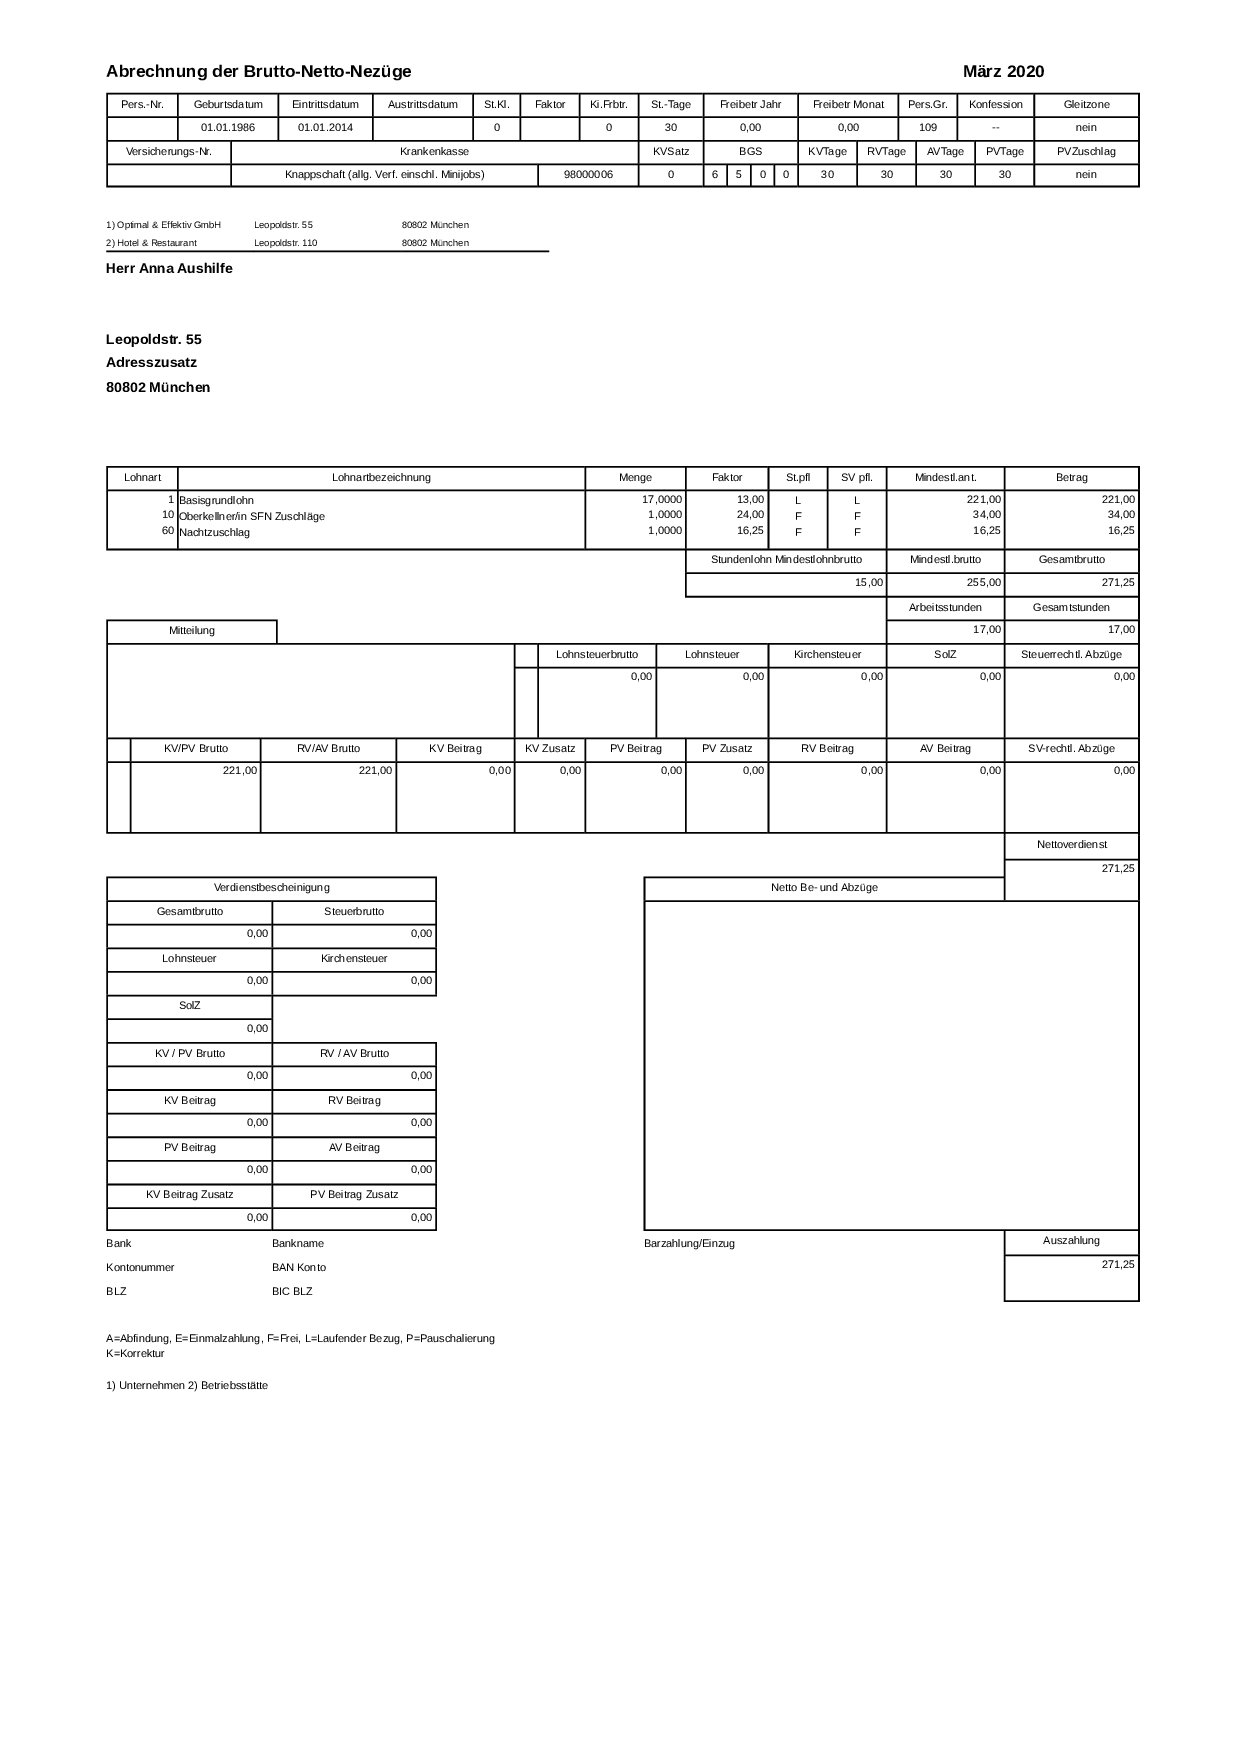 Abrechnung der Brutto-Netto-Nezüge März 2020
Pers.-Nr. Geburtsdatum Eintrittsdatum Austrittsdatum St.Kl. Faktor Ki.Frbtr. St.-Tage Freibetr Jahr Freibetr Monat Pers.Gr. Konfession Gleitzone
01.01.1986 01.01.2014 0 0 30 0,00 0,00 109 -- nein
Versicherungs-Nr. Krankenkasse KVSatz BGS KVTage RVTage AVTage PVTage PVZuschlag
Knappschaft (allg. Verf. einschl. Minijobs) 98000006 0 6 5 0 0 30 30 30 30 nein
1) Optimal & Effektiv GmbH Leopoldstr. 55 80802 München
2) Hotel & Restaurant Leopoldstr. 110 80802 München
Herr Anna Aushilfe
Leopoldstr. 55
Adresszusatz
80802 München
Lohnart Lohnartbezeichnung Menge Faktor St.pfl SV pfl. Mindestl.ant. Betrag
1 Basisgrundlohn 17,0000 13,00 L L 221,00 221,00
10 Oberkellner/in SFN Zuschläge 1,0000 24,00 F F 34,00 34,00
60 Nachtzuschlag 1,0000 16,25 F F 16,25 16,25
Stundenlohn Mindestlohnbrutto Mindestl.brutto Gesamtbrutto
15,00 255,00 271,25
Arbeitsstunden Gesamtstunden
Mitteilung 17,00 17,00
Lohnsteuerbrutto Lohnsteuer Kirchensteuer SolZ Steuerrechtl. Abzüge
0,00 0,00 0,00 0,00 0,00
KV/PV Brutto RV/AV Brutto KV Beitrag KV Zusatz PV Beitrag PV Zusatz RV Beitrag AV Beitrag SV-rechtl. Abzüge
221,00 221,00 0,00 0,00 0,00 0,00 0,00 0,00 0,00
Nettoverdienst
271,25
Verdienstbescheinigung Netto Be- und Abzüge
Gesamtbrutto Steuerbrutto
0,00 0,00
Lohnsteuer Kirchensteuer
0,00 0,00
SolZ
0,00
KV / PV Brutto RV / AV Brutto
0,00 0,00
KV Beitrag RV Beitrag
0,00 0,00
PV Beitrag AV Beitrag
0,00 0,00
KV Beitrag Zusatz PV Beitrag Zusatz
0,00 0,00
Bank Bankname Barzahlung/Einzug Auszahlung
Kontonummer BAN Konto 271,25
BLZ BIC BLZ
A=Abfindung, E=Einmalzahlung, F=Frei, L=Laufender Bezug, P=Pauschalierung
K=Korrektur
1) Unternehmen 2) Betriebsstätte